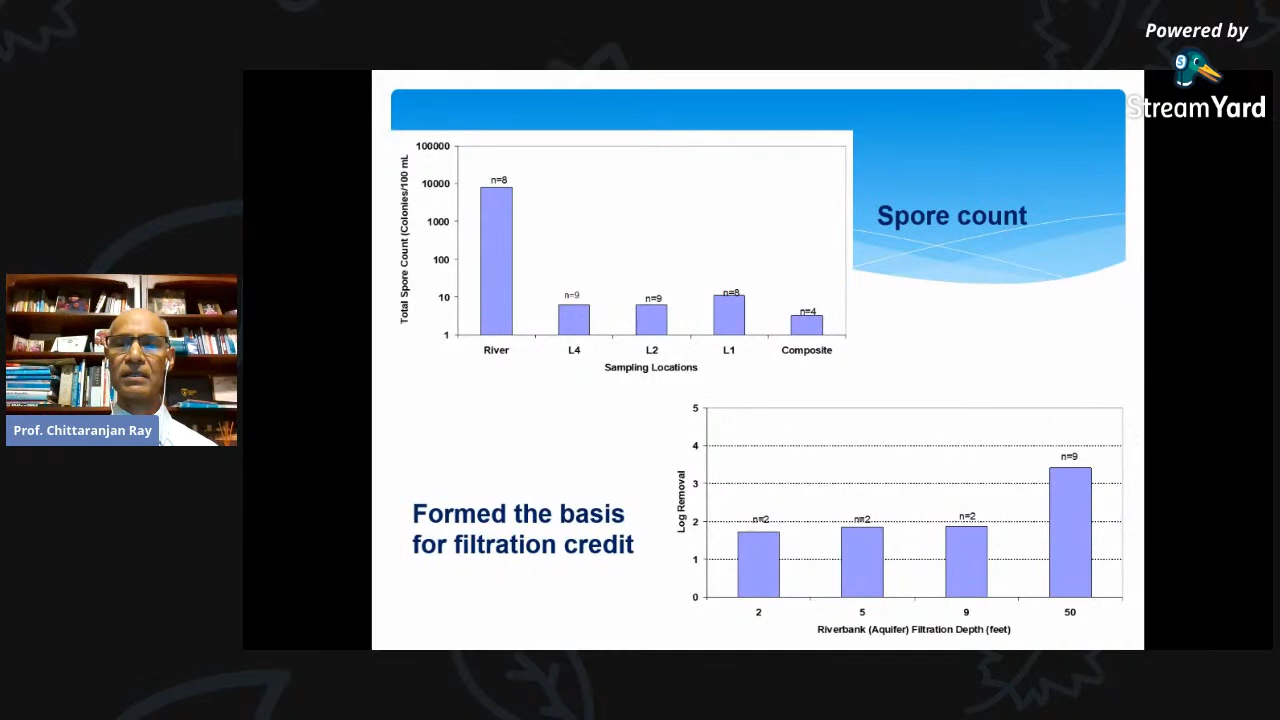 Powered by
StreamYard
Spore count
Total Spore Count (Colonies/100 mL
100000
10000
1000
100
10
1
n=8
n=9
n=9
n=8
n=4
River
L4
L2
L1
Composite
Sampling Locations
Prof. Chittaranjan Ray
Formed the basis
for filtration credit
Log Removal
5
4
3
2
1
0
n=2
n=2
n=2
n=9
2
5
9
50
Riverbank (Aquifer) Filtration Depth (feet)